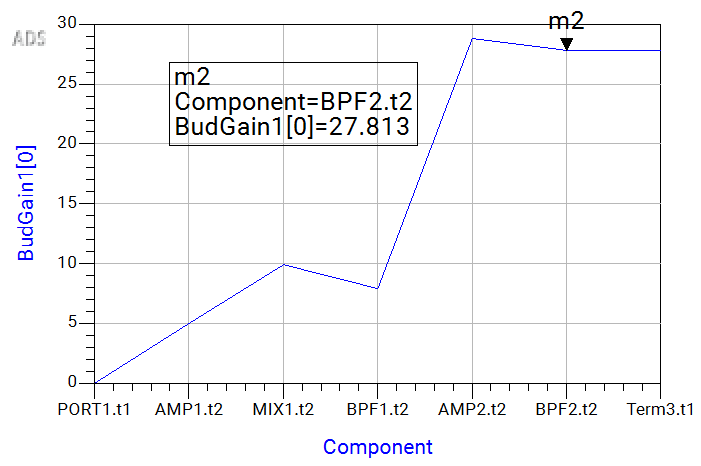 ADS
m2
30
25
20
15
10
5
0
BudGain1[0]
m2
Component=BPF2.t2
BudGain1[0]=27.813
PORT1.t1 AMP1.t2 MIX1.t2 BPF1.t2 AMP2.t2 BPF2.t2 Term3.t1
Component